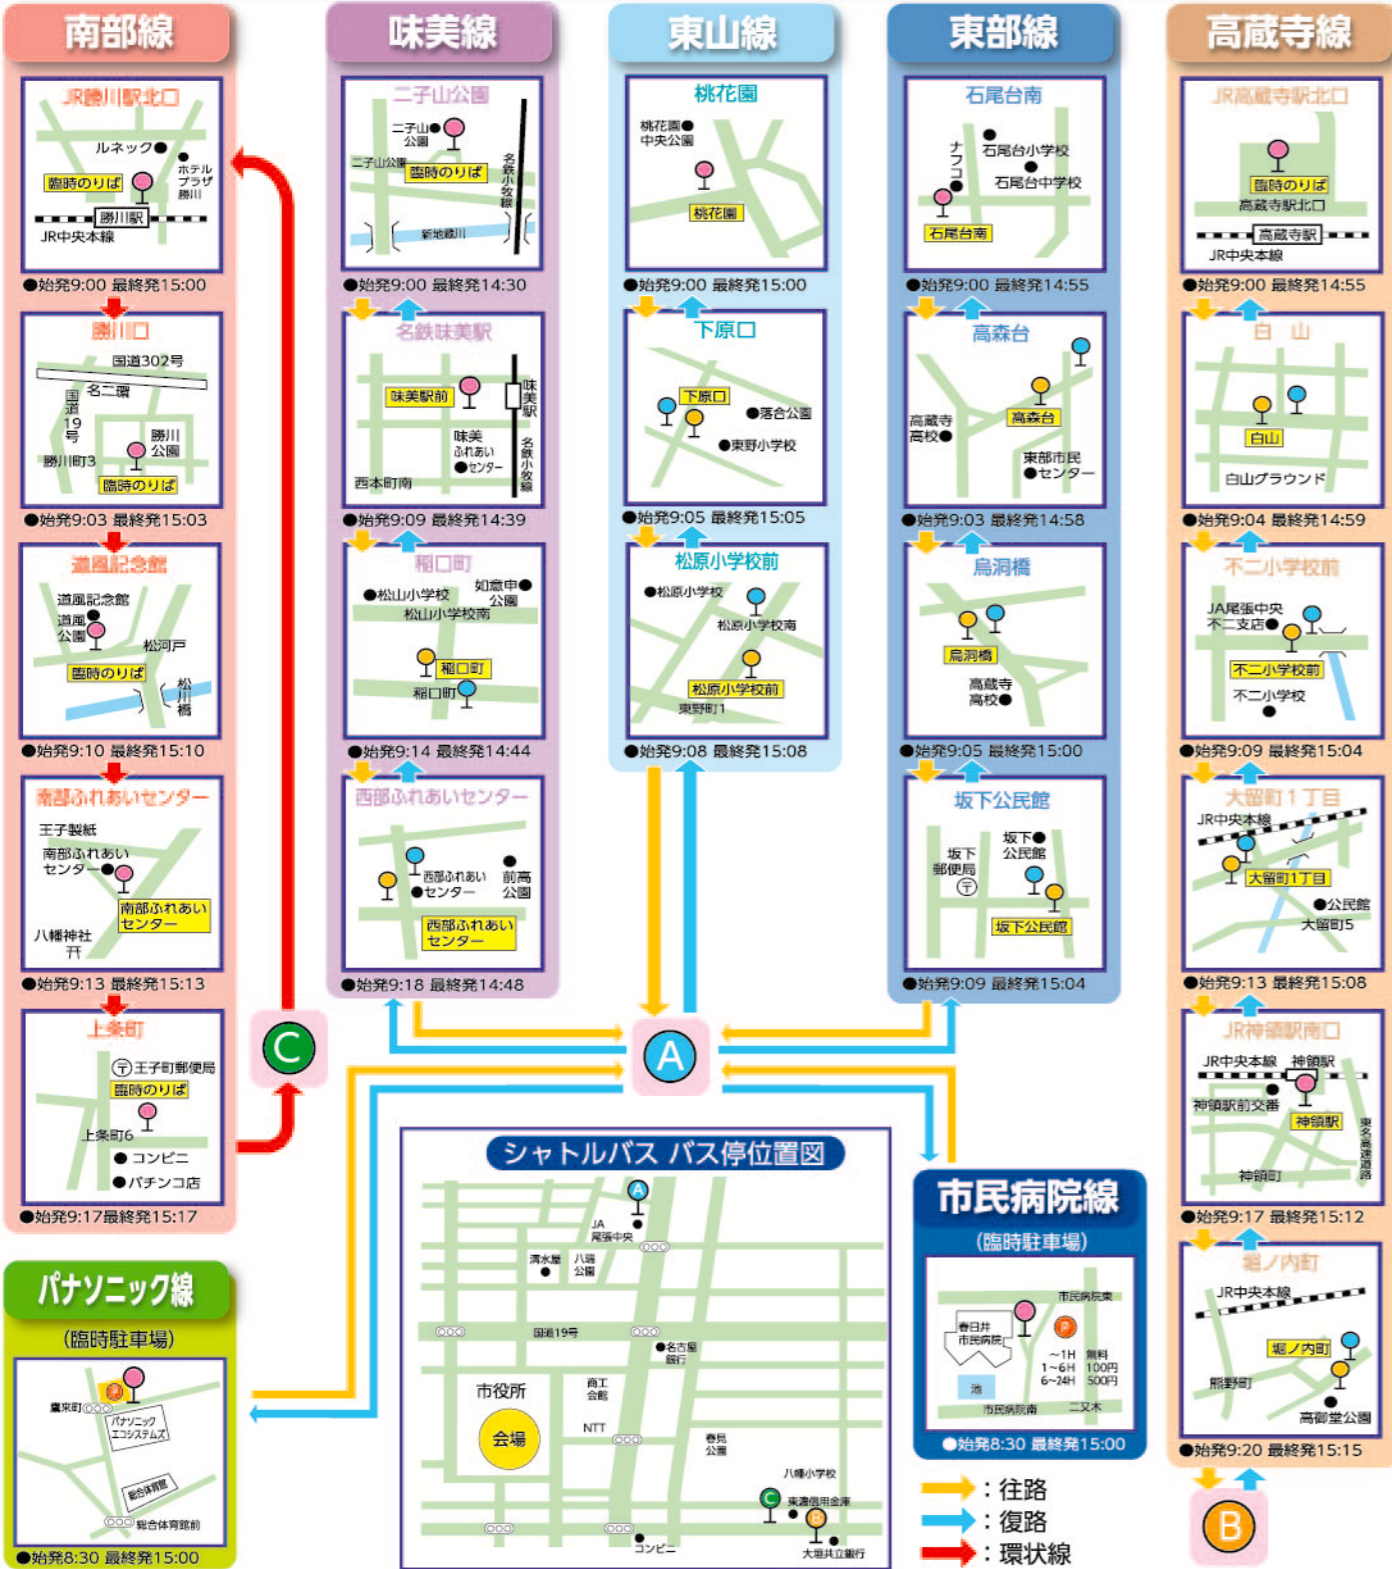 南部線
JR勝川駅北口
ルネック
ホテル
プラザ
勝川
臨時のりば
勝川駅
JR中央本線
●始発9:00 最終発15:00
勝川口
国道302号
名二環
国道19号
勝川
公園
勝川町3
臨時のりば
●始発9:03 最終発15:03
道風記念館
道風記念館
道風
公園
松河戸
臨時のりば
松川橋
●始発9:10 最終発15:10
南部ふれあいセンター
王子製紙
南部ふれあい
センター
南部ふれあい
センター
八幡神社
●始発9:13 最終発15:13
上条町
〒王子町郵便局
臨時のりば
上条町6
コンビニ
パチンコ店
●始発9:17最終発15:17
C
パナソニック線
(臨時駐車場)
鷹来町
パナソニック
エコシステムズ
総合体育館
総合体育館前
●始発8:30 最終発15:00
味美線
二子山公園
二子山
公園
二子山公園
臨時のりば
名鉄小牧線
新地蔵川
●始発9:00 最終発14:30
名鉄味美駅
味美駅前
味美駅
味美
ふれあい
センター
名鉄小牧線
西本町南
●始発9:09 最終発14:39
稲口町
松山小学校
如意申
公園
松山小学校南
稲口町
稲口町
●始発9:14 最終発14:44
西部ふれあいセンター
西部ふれあい
センター
前高
公園
西部ふれあい
センター
●始発9:18 最終発14:48
東山線
桃花園
桃花園
中央公園
桃花園
●始発9:00 最終発15:00
下原口
下原口
落合公園
東野小学校
●始発9:05 最終発15:05
松原小学校前
松原小学校
松原小学校南
松原小学校前
東野町1
●始発9:08 最終発15:08
A
東部線
石尾台南
ナフコ
石尾台小学校
石尾台中学校
石尾台南
●始発9:00 最終発14:55
高森台
高森台
高蔵寺
高校
東部市民
センター
●始発9:03 最終発14:58
烏洞橋
烏洞橋
高蔵寺
高校
●始発9:05 最終発15:00
坂下公民館
坂下
公民館
坂下
郵便局
〒
坂下公民館
●始発9:09 最終発15:04
市民病院線
(臨時駐車場)
市民病院東
春日井
市民病院
～1H 無料
1～6H 100円
6～24H 500円
池
市民病院南
二又木
●始発8:30 最終発15:00
高蔵寺線
JR高蔵寺駅北口
臨時のりば
高蔵寺駅北口
高蔵寺駅
JR中央本線
●始発9:00 最終発14:55
白山
白山
白山グラウンド
●始発9:04 最終発14:59
不二小学校前
JA尾張中央
不二支店
不二小学校前
不二小学校
●始発9:09 最終発15:04
大留町1丁目
JR中央本線
大留町1丁目
公民館
大留町5
●始発9:13 最終発15:08
JR神領駅南口
JR中央本線 神領駅
神領駅前交番
神領駅
東名高速道路
神領町
●始発9:17 最終発15:12
堀ノ内町
JR中央本線
堀ノ内町
熊野町
高御堂公園
●始発9:20 最終発15:15
B
シャトルバス バス停位置図
A
JA
尾張中央
清水屋
八瑞
公園
国道19号
名古屋
銀行
市役所
会場
商工
会館
NTT
春見
公園
八幡小学校
C
東濃信用金庫
B
コンビニ
大垣共立銀行
：往路
：復路
：環状線